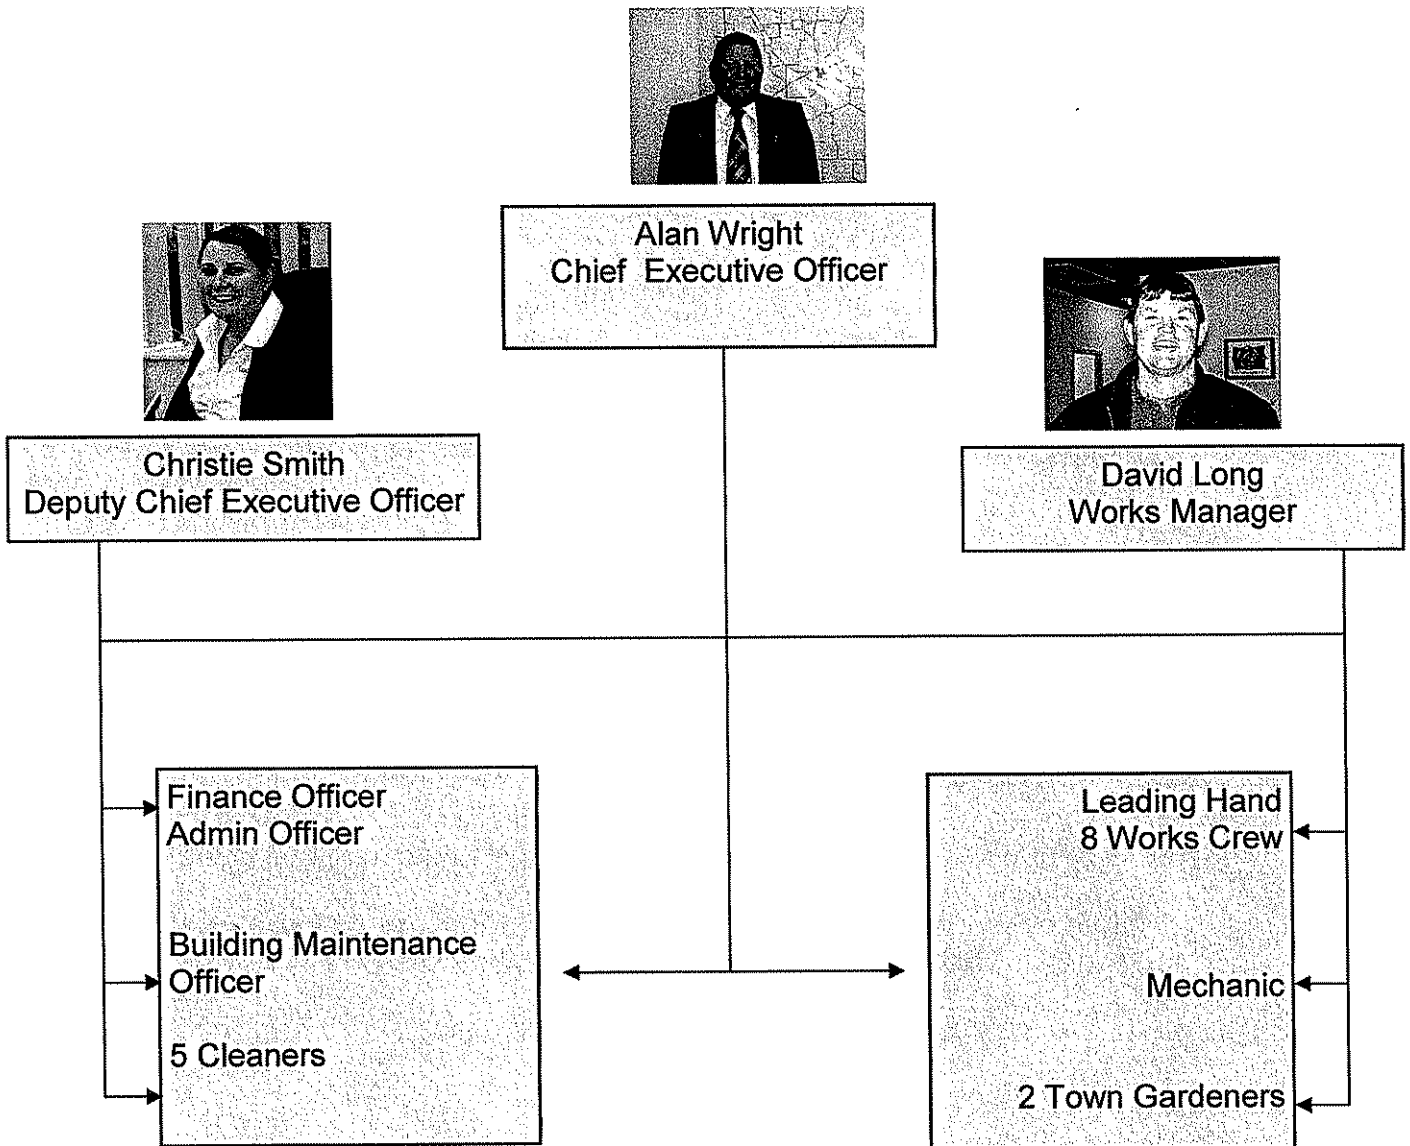 Alan Wright
Chief Executive Officer
Christie Smith
Deputy Chief Executive Officer
David Long
Works Manager
Finance Officer
Admin Officer
Building Maintenance
Officer
5 Cleaners
Leading Hand
8 Works Crew
Mechanic
2 Town Gardeners